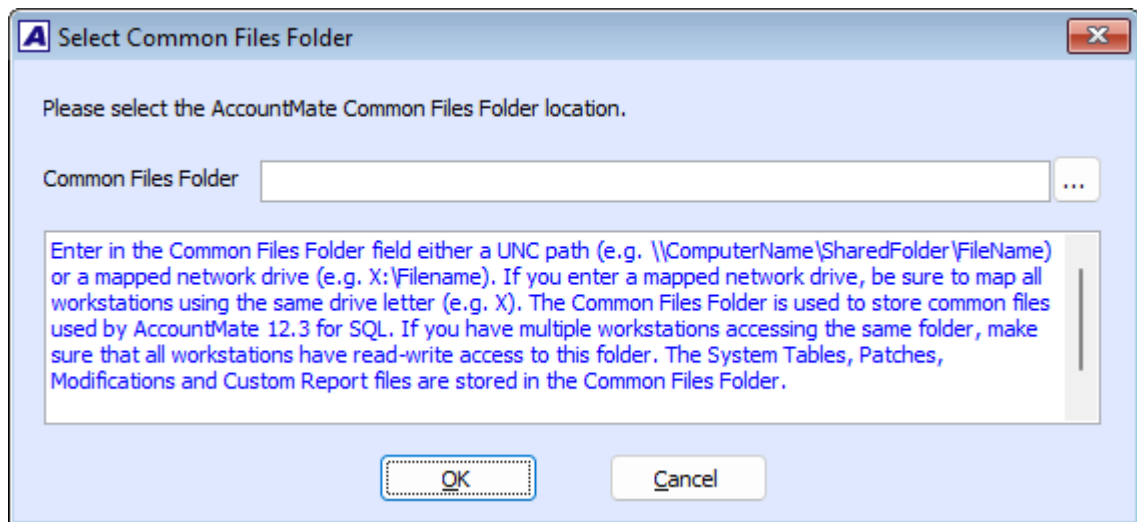 Select Common Files Folder
Please select the AccountMate Common Files Folder location.
Common Files Folder
...
Enter in the Common Files Folder field either a UNC path (e.g. \\ComputerName\SharedFolder\FileName)
or a mapped network drive (e.g. X:\Filename). If you enter a mapped network drive, be sure to map all
workstations using the same drive letter (e.g. X). The Common Files Folder is used to store common files
used by AccountMate 12.3 for SQL. If you have multiple workstations accessing the same folder, make
sure that all workstations have read-write access to this folder. The System Tables, Patches,
Modifications and Custom Report files are stored in the Common Files Folder.
OK
Cancel